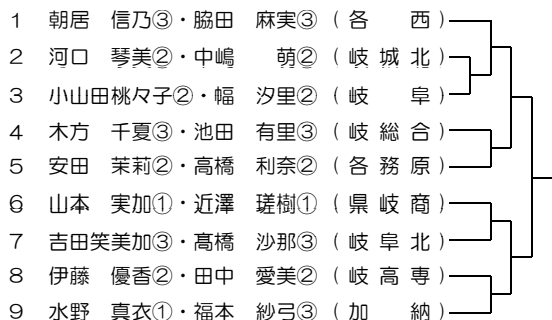 1 朝居 信乃③・脇田 麻実③ (各 西)
2 河口 琴美②・中嶋 萌② (岐城北)
3 小山田桃々子②・幅 汐里② (岐 阜)
4 木方 千夏③・池田 有里③ (岐総合)
5 安田 茉莉②・高橋 利奈② (各務原)
6 山本 実加①・近澤 瑳樹① (県岐商)
7 吉田笑美加③・髙橋 沙那③ (岐阜北)
8 伊藤 優香②・田中 愛美② (岐高専)
9 水野 真衣①・福本 紗弓③ (加 納)